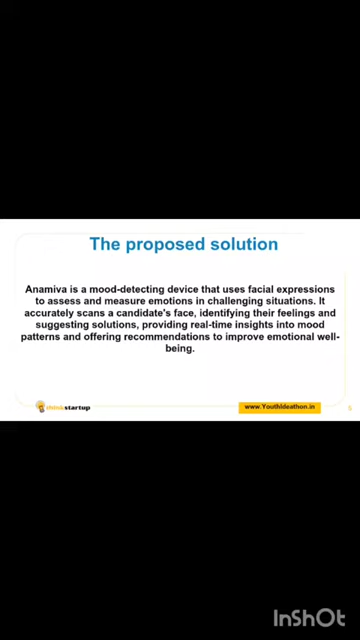 The proposed solution
Anamiva is a mood-detecting device that uses facial expressions
to assess and measure emotions in challenging situations. It
accurately scans a candidate's face, identifying their feelings and
suggesting solutions, providing real-time insights into mood
patterns and offering recommendations to improve emotional well-
being.
thinkstartup
www.YouthIdeathon.in
5
InShOt